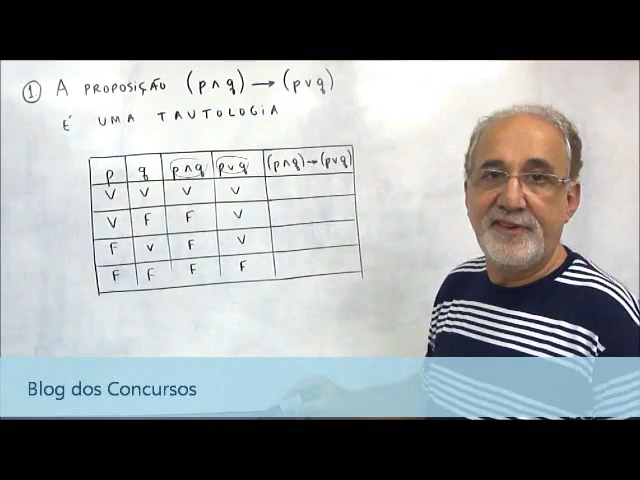 ① A PROPOSIÇÃO (p ∧ q) → (p ∨ q)
É UMA TAUTOLOGIA
p q p∧q p∨q (p∧q)→(p∨q)
V V V V
V F F V
F V F V
F F F F
Blog dos Concursos